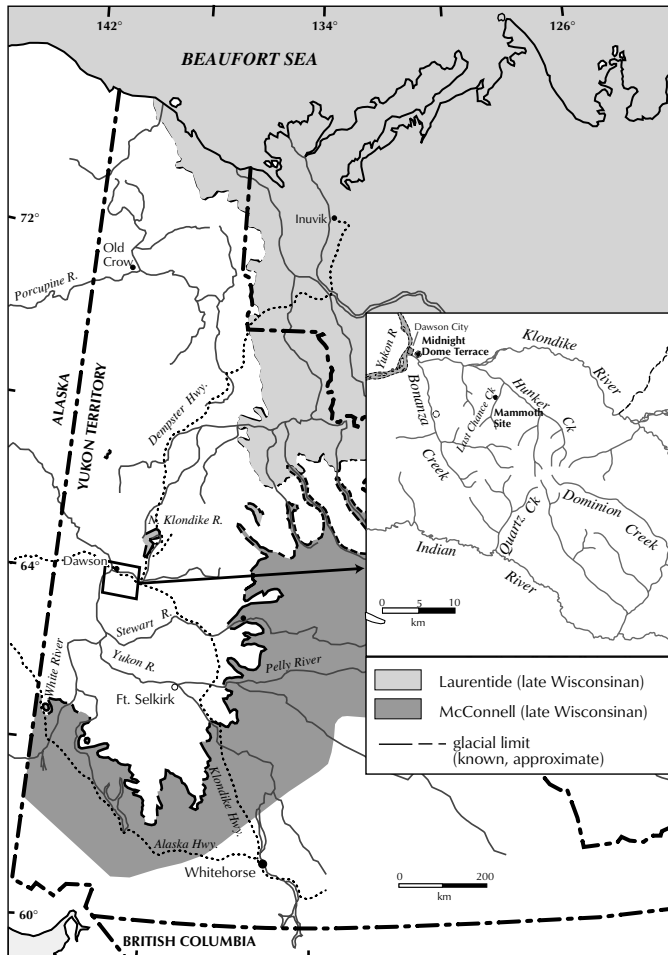 142°
134°
126°
BEAUFORT SEA
72°
Inuvik
Old
Crow
Porcupine R.
ALASKA
YUKON TERRITORY
Dempster Hwy.
N. Klondike R.
64°
Dawson
Stewart R.
Yukon R.
White River
Pelly River
Ft. Selkirk
Klondike Hwy.
Alaska Hwy.
Whitehorse
60°
BRITISH COLUMBIA
Yukon R
Dawson City
Midnight
Dome Terrace
Klondike
River
Bonanza
Creek
Last Chance Ck
Hunker
Ck
Mammoth
Site
Dominion
Creek
Quartz Ck
Indian
River
0 5 10
km
Laurentide (late Wisconsinan)
McConnell (late Wisconsinan)
glacial limit
(known, approximate)
0 200
km